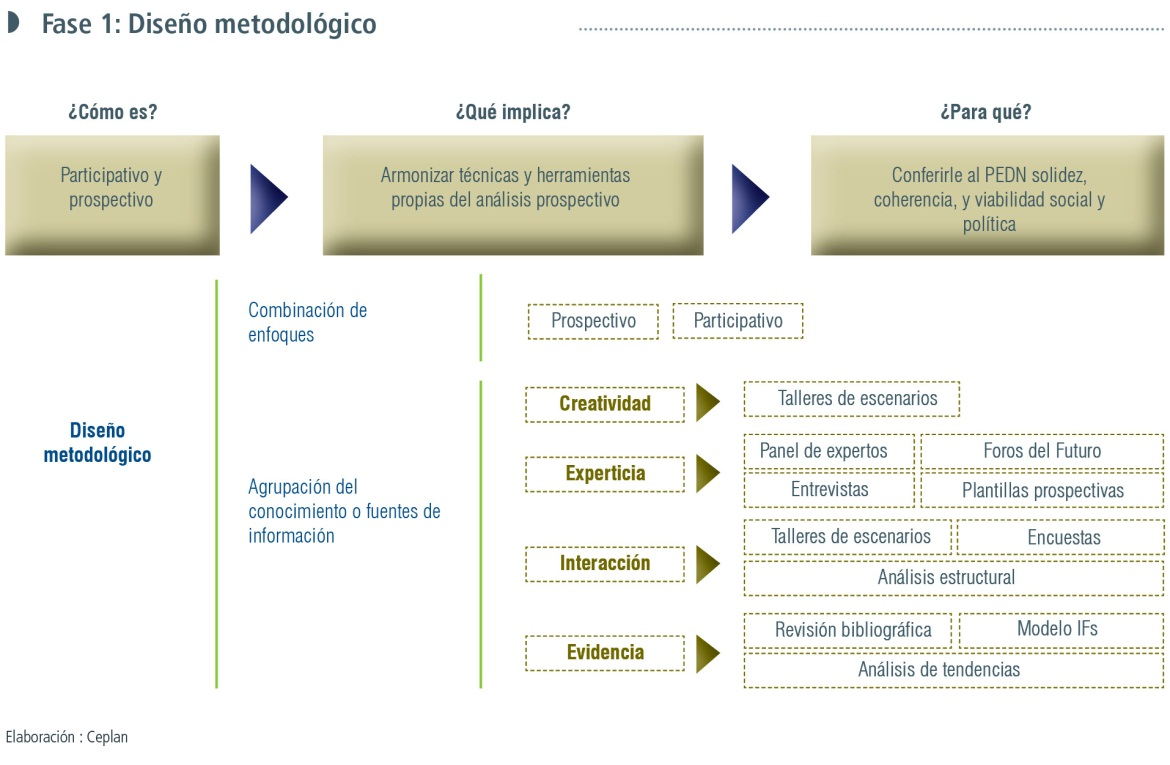 Fase 1: Diseño metodológico
¿Cómo es?
¿Qué implica?
¿Para qué?
Participativo y
prospectivo
Armonizar técnicas y herramientas
propias del análisis prospectivo
Conferirle al PEDN solidez,
coherencia, y viabilidad social y
política
Diseño
metodológico
Combinación de
enfoques
Prospectivo
Participativo
Agrupación del
conocimiento o fuentes de
información
Creatividad
Talleres de escenarios
Experticia
Panel de expertos
Foros del Futuro
Entrevistas
Plantillas prospectivas
Interacción
Talleres de escenarios
Encuestas
Análisis estructural
Evidencia
Revisión bibliográfica
Modelo IFs
Análisis de tendencias
Elaboración : Ceplan